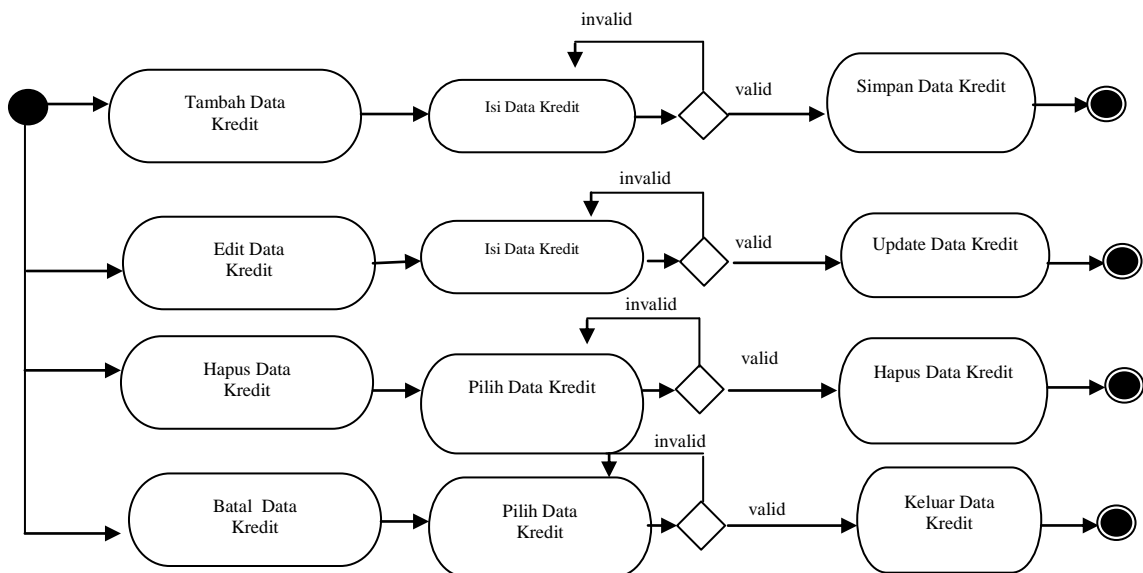 invalid
Tambah Data
Kredit
Isi Data Kredit
valid
Simpan Data Kredit
invalid
Edit Data
Kredit
Isi Data Kredit
valid
Update Data Kredit
invalid
Hapus Data
Kredit
Pilih Data Kredit
valid
Hapus Data Kredit
invalid
Batal  Data
Kredit
Pilih Data
Kredit
valid
Keluar Data
Kredit